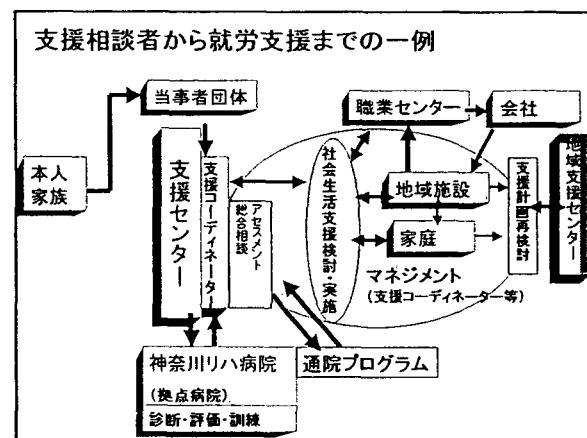 支援相談者から就労支援までの一例
当事者団体
職業センター
会社
本人
家族
支援センター
支援コーディネーター
アセスメント
総合相談
社会生活支援検討・実施
地域施設
家庭
支援計画再検討
地域支援センター
マネジメント
(支援コーディネーター等)
神奈川リハ病院
(拠点病院)
診断・評価・訓練
通院プログラム